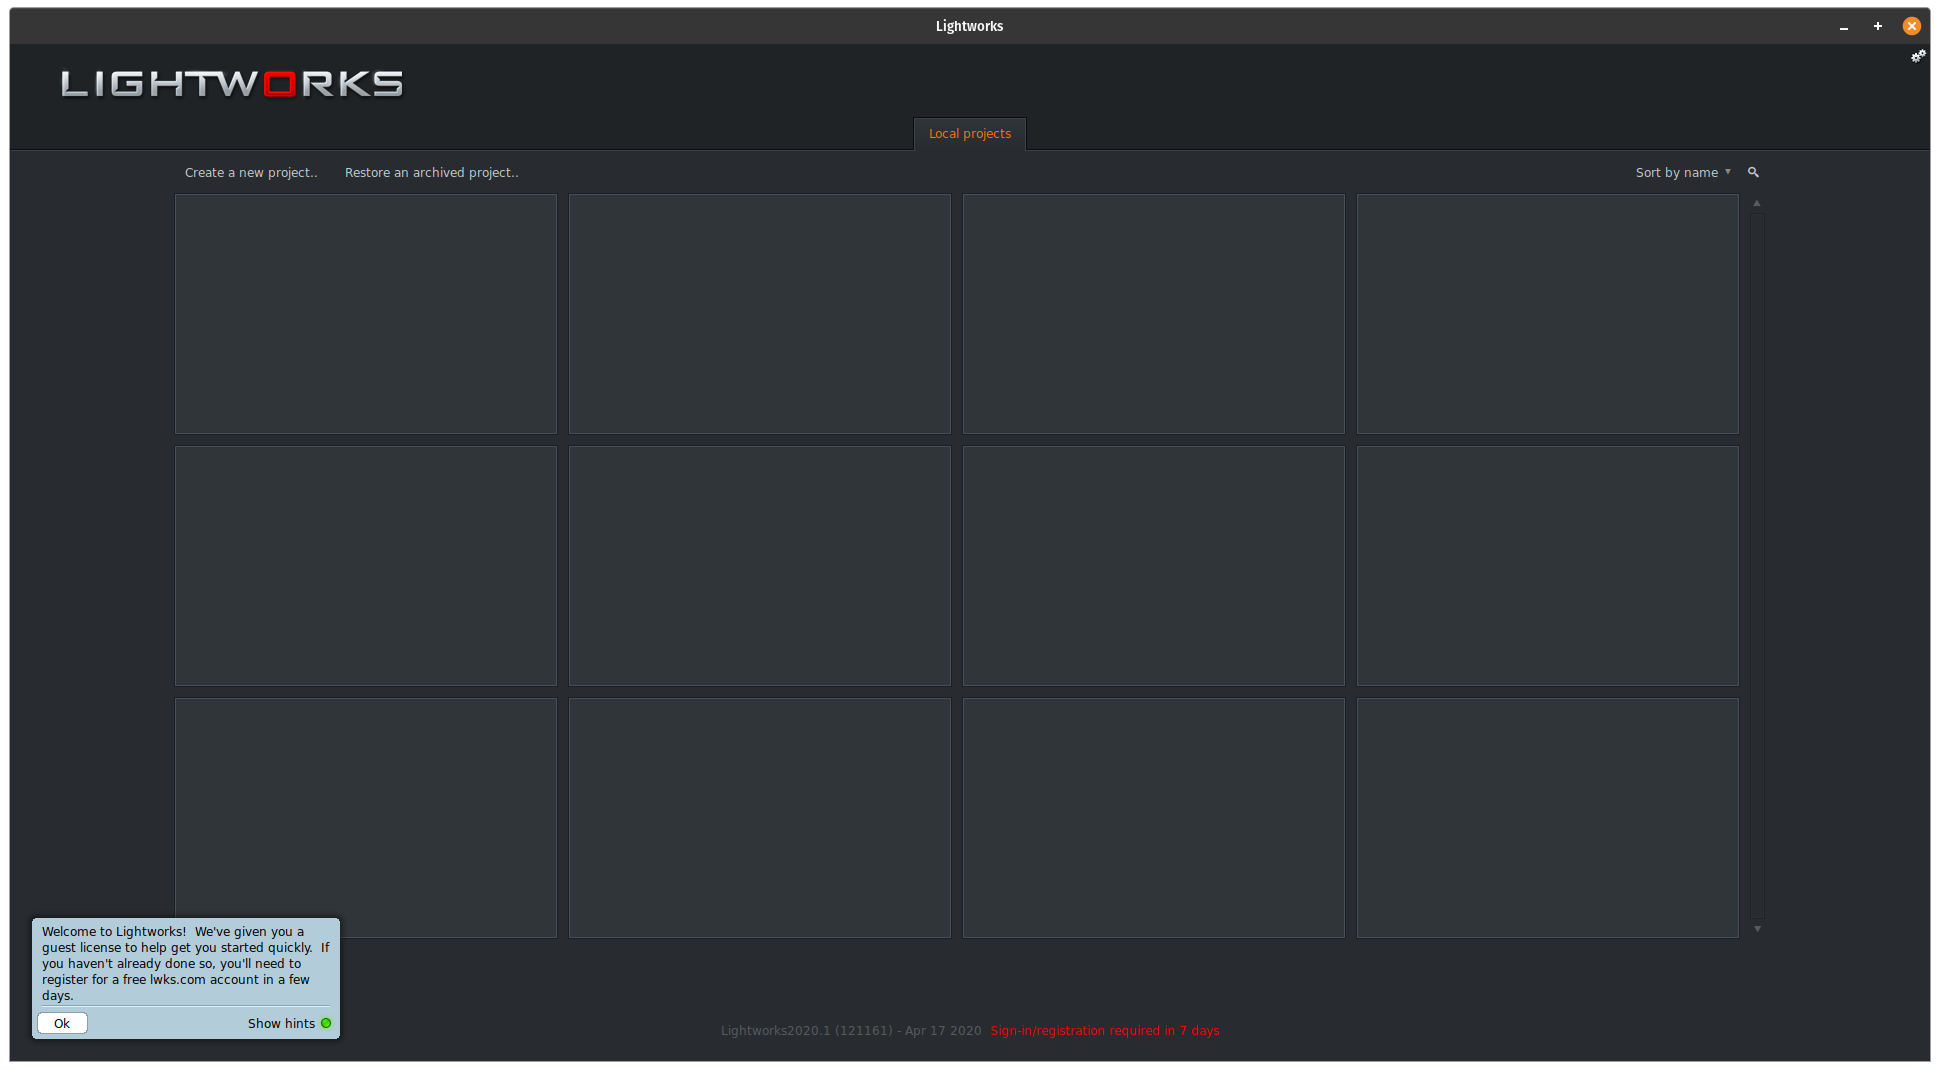 Lightworks
LIGHTWORKS
Local projects
Create a new project.. Restore an archived project.. Sort by name
Welcome to Lightworks!  We've given you a
guest license to help get you started quickly.  If
you haven't already done so, you'll need to
register for a free lwks.com account in a few
days.
Ok Show hints
Lightworks2020.1 (121161) - Apr 17 2020 Sign-in/registration required in 7 days